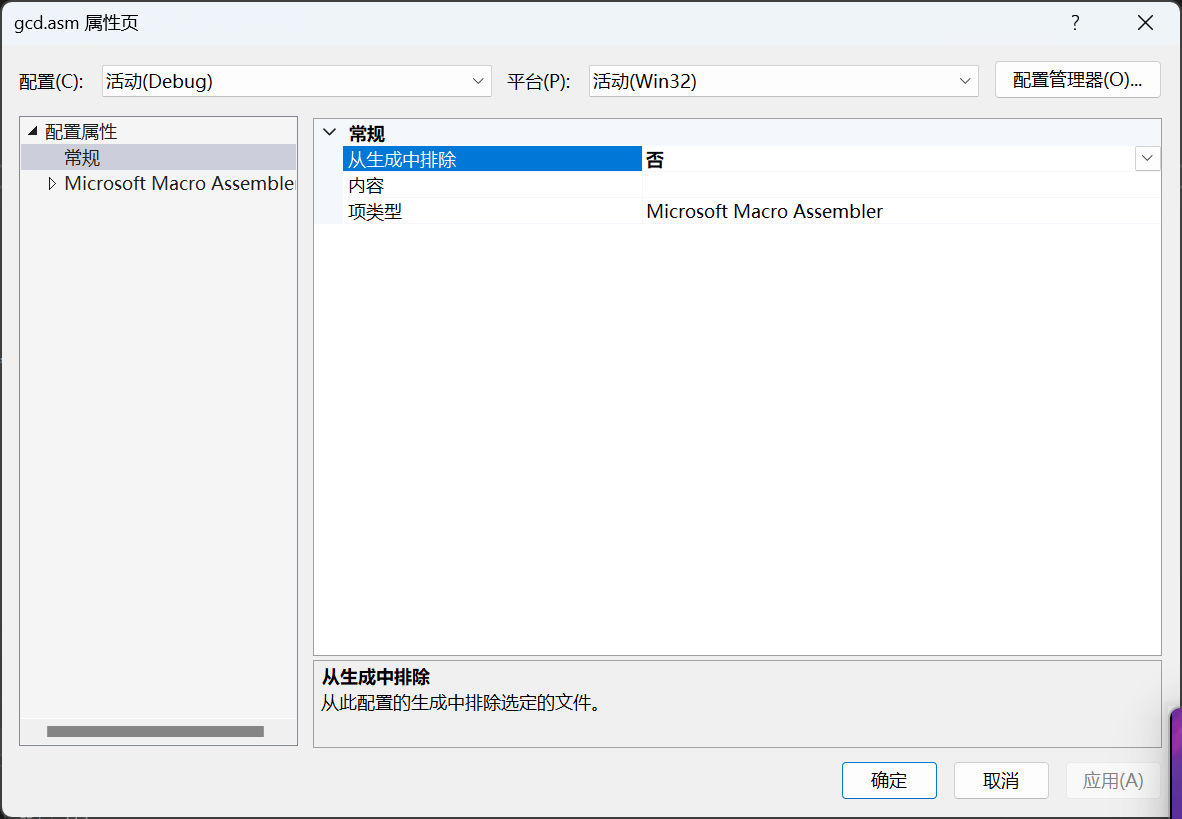 gcd.asm 属性页
?
配置(C): 活动(Debug) 平台(P): 活动(Win32) 配置管理器(O)...
配置属性
常规
Microsoft Macro Assembler
常规
从生成中排除 否
内容
项类型 Microsoft Macro Assembler
从生成中排除
从此配置的生成中排除选定的文件。
确定 取消 应用(A)